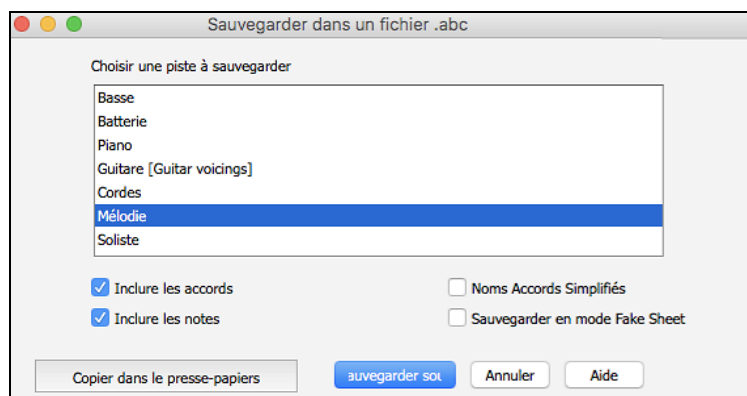 Sauvegarder dans un fichier .abc
Choisir une piste à sauvegarder
Basse
Batterie
Piano
Guitare [Guitar voicings]
Cordes
Mélodie
Soliste
Inclure les accords
Noms Accords Simplifiés
Inclure les notes
Sauvegarder en mode Fake Sheet
Copier dans le presse-papiers
auvegarder sou
Annuler
Aide